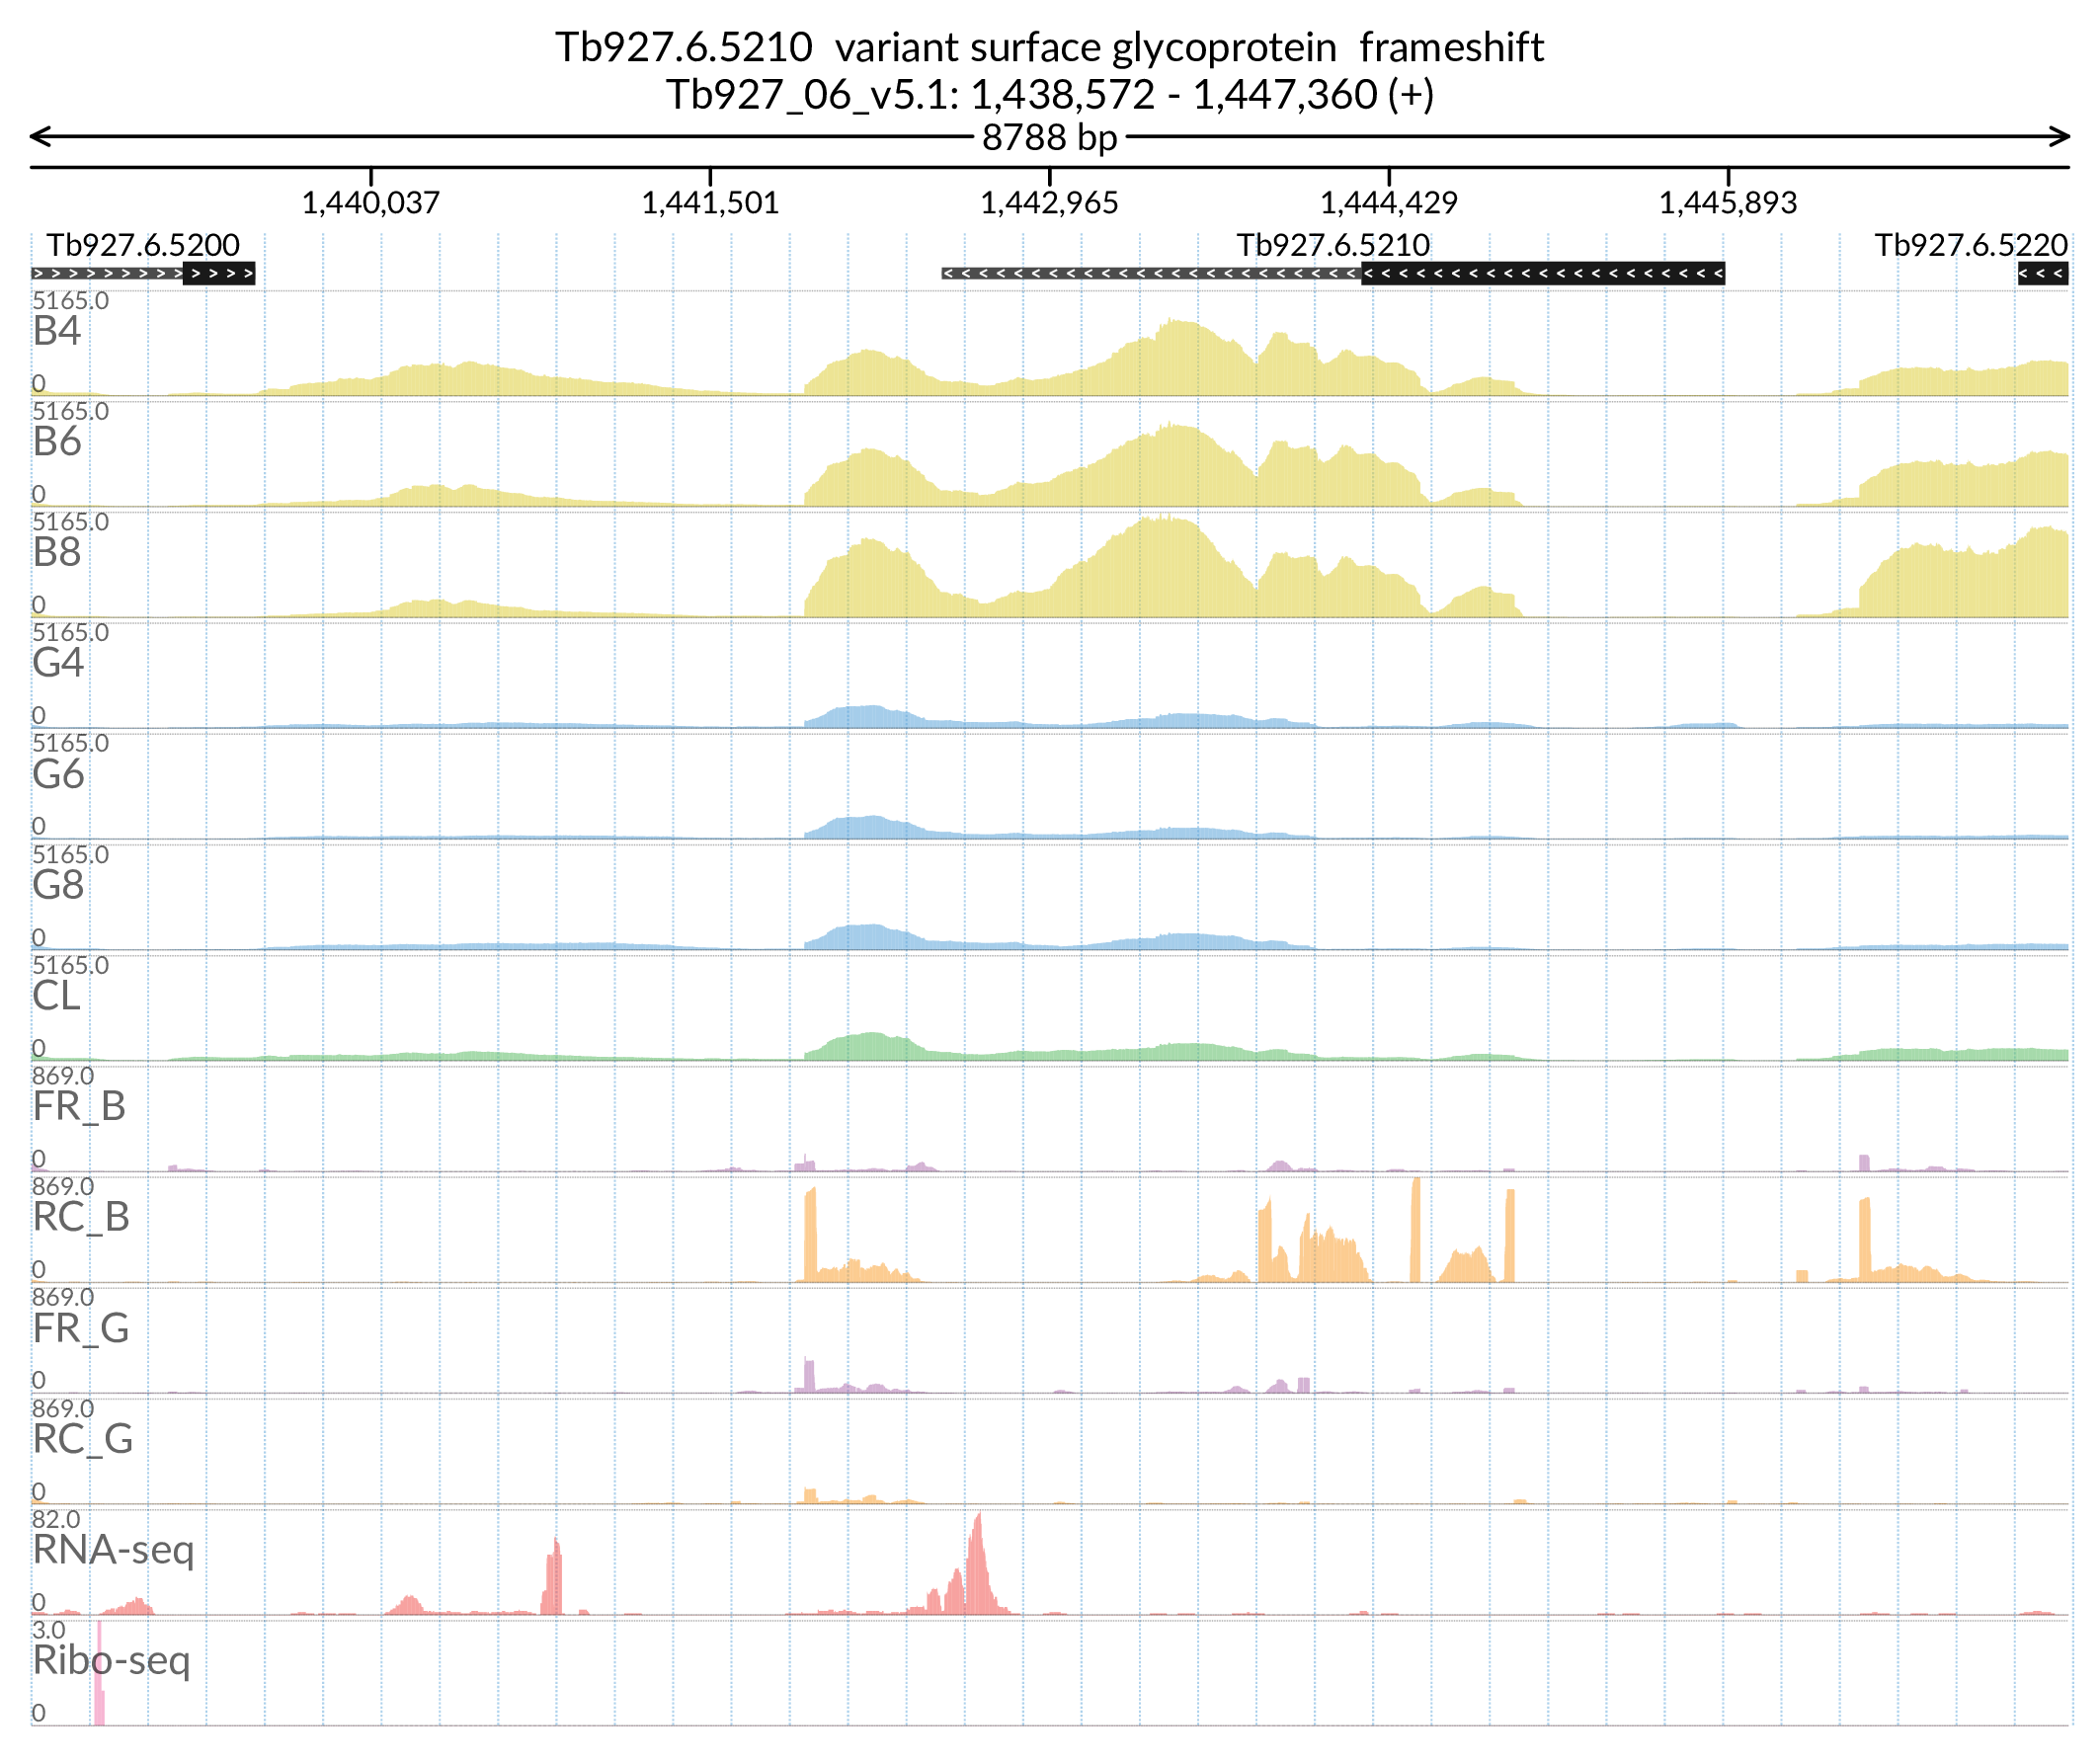 Tb927.6.5210 variant surface glycoprotein frameshift
Tb927_06_v5.1: 1,438,572 - 1,447,360 (+)
8788 bp
1,440,037 1,441,501 1,442,965 1,444,429 1,445,893
Tb927.6.5200 Tb927.6.5210 Tb927.6.5220
5165.0
B4
0
5165.0
B6
0
5165.0
B8
0
5165.0
G4
0
5165.0
G6
0
5165.0
G8
0
5165.0
CL
0
869.0
FR_B
0
869.0
RC_B
0
869.0
FR_G
0
869.0
RC_G
0
82.0
RNA-seq
0
3.0
Ribo-seq
0